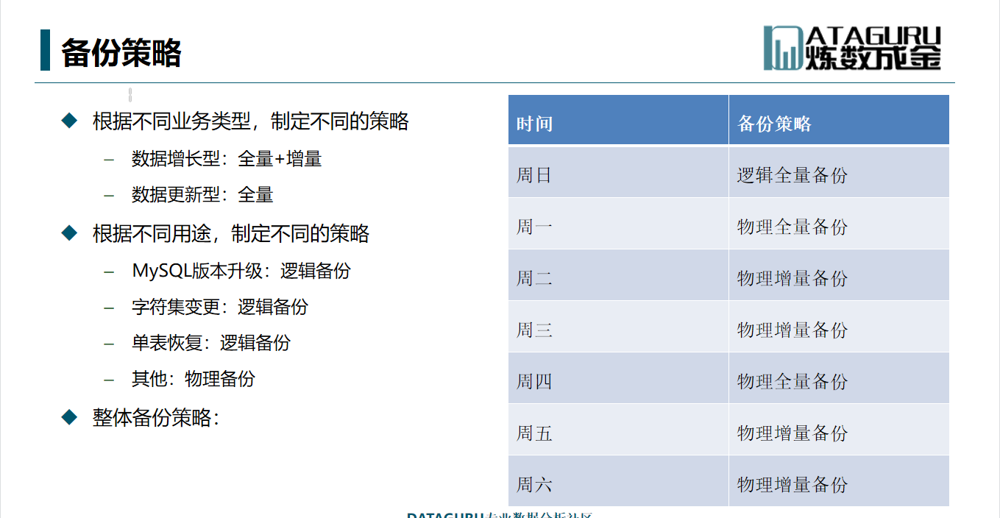 备份策略
DATAGURU
炼数成金
根据不同业务类型，制定不同的策略
– 数据增长型：全量+增量
– 数据更新型：全量
根据不同用途，制定不同的策略
– MySQL版本升级：逻辑备份
– 字符集变更：逻辑备份
– 单表恢复：逻辑备份
– 其他：物理备份
整体备份策略：
时间 备份策略
周日 逻辑全量备份
周一 物理全量备份
周二 物理增量备份
周三 物理增量备份
周四 物理全量备份
周五 物理增量备份
周六 物理增量备份
DATAGURU专业数据分析社区